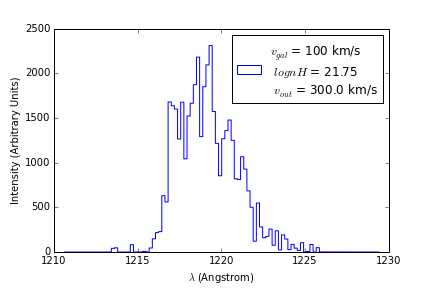 2500
2000
1500
1000
500
0
1210
1215
1220
1225
1230
Intensity (Arbitrary Units)
λ (Angstrom)
v_gal = 100 km/s
lognH = 21.75
v_out = 300.0 km/s